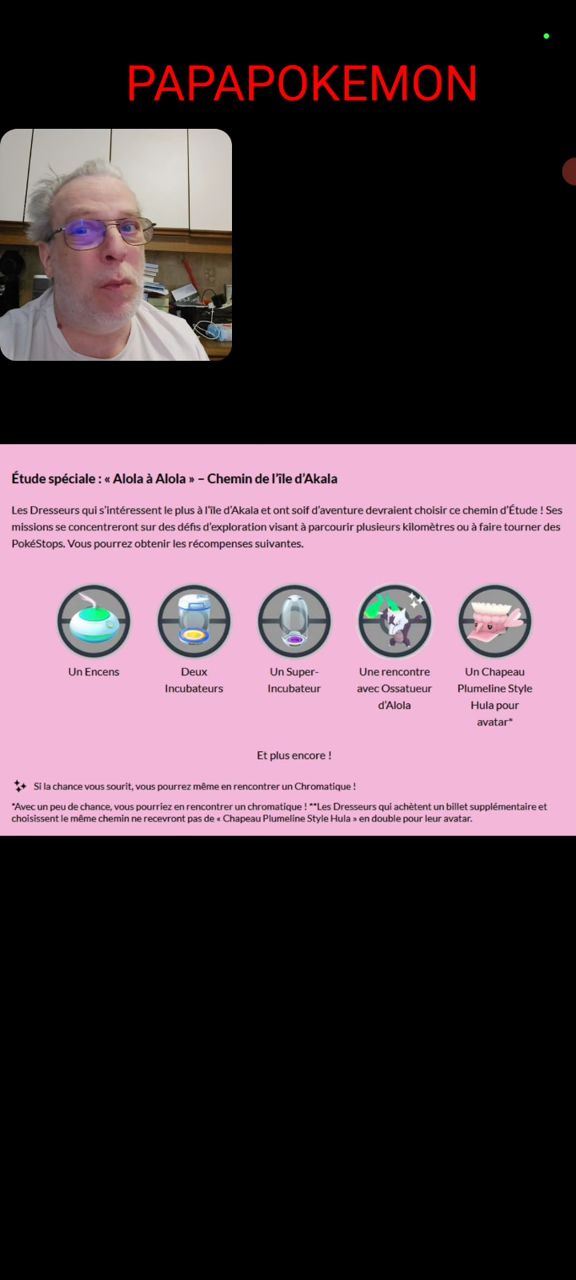 PAPAPOKEMON
Étude spéciale : « Alola à Alola » – Chemin de l'île d'Akala
Les Dresseurs qui s'intéressent le plus à l'île d'Akala et ont soif d'aventure devraient choisir ce chemin d'Étude ! Ses
missions se concentreront sur des défis d'exploration visant à parcourir plusieurs kilomètres ou à faire tourner des
PokéStops. Vous pourrez obtenir les récompenses suivantes.
Un Encens
Deux
Incubateurs
Un Super-
Incubateur
Une rencontre
avec Ossatueur
d'Alola
Un Chapeau
Plumeline Style
Hula pour
avatar*
Et plus encore !
Si la chance vous sourit, vous pourrez même en rencontrer un Chromatique !
*Avec un peu de chance, vous pourriez en rencontrer un chromatique ! **Les Dresseurs qui achètent un billet supplémentaire et
choisissent le même chemin ne recevront pas de « Chapeau Plumeline Style Hula » en double pour leur avatar.